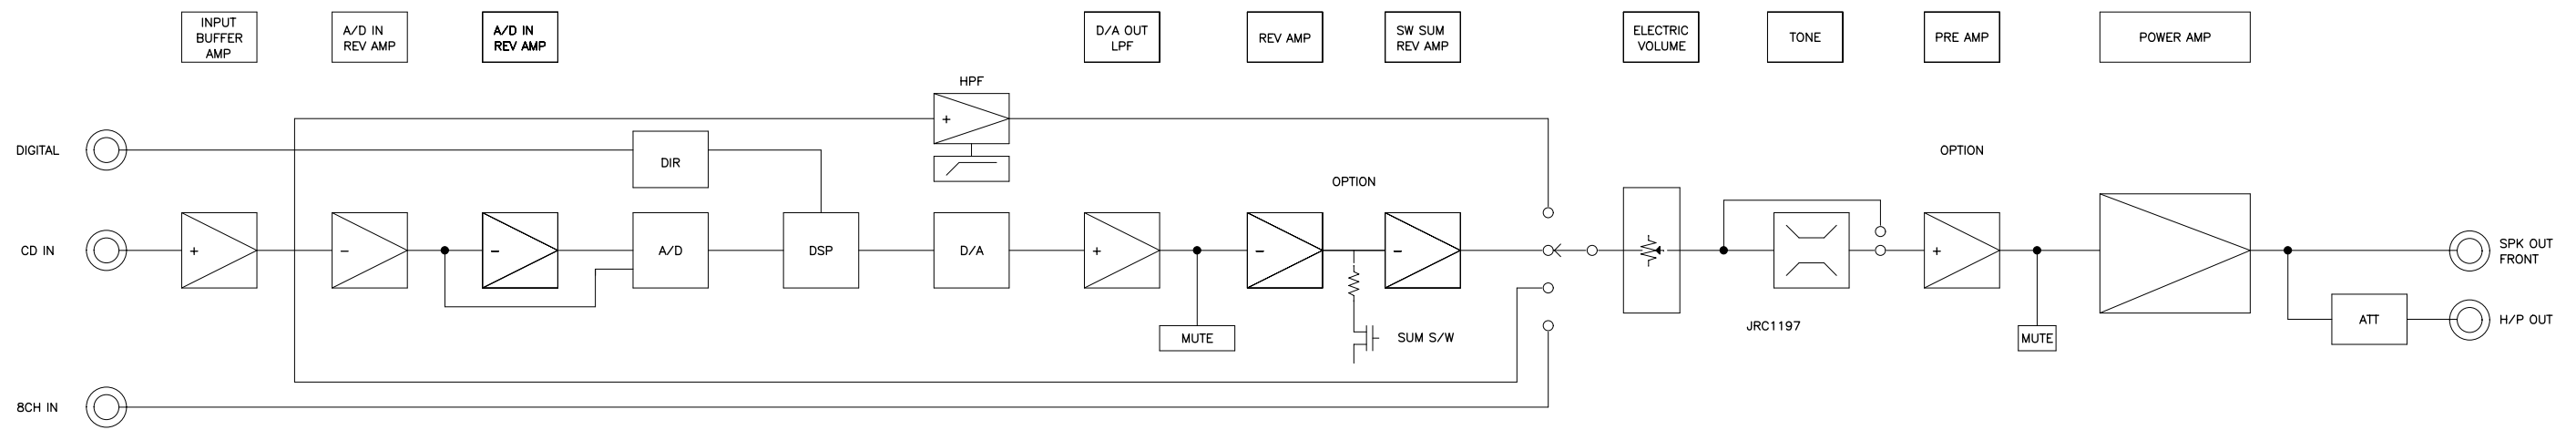 INPUT
BUFFER
AMP
A/D IN
REV AMP
A/D IN
REV AMP
D/A OUT
LPF
REV AMP
SW SUM
REV AMP
ELECTRIC
VOLUME
TONE
PRE AMP
POWER AMP
HPF
+
DIGITAL
DIR
OPTION
OPTION
CD IN
+
-
-
A/D
DSP
D/A
+
-
-
+
SPK OUT
FRONT
MUTE
SUM S/W
JRC1197
MUTE
ATT
H/P OUT
8CH IN